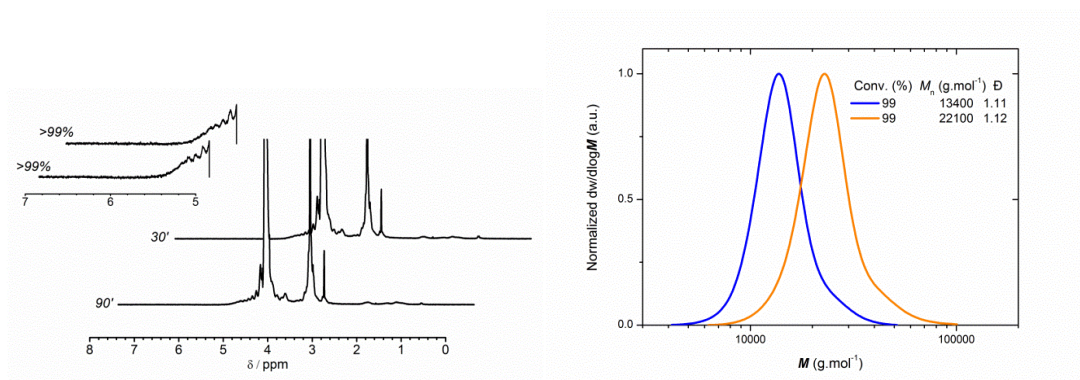 >99%
>99%
7 6 5
30'
90'
8 7 6 5 4 3 2 1 0
δ / ppm
Normalized dw/dlogM (a.u.)
1.0
0.5
0.0
Conv. (%) Mn (g.mol-1) Đ
99 13400 1.11
99 22100 1.12
10000 100000
M (g.mol-1)